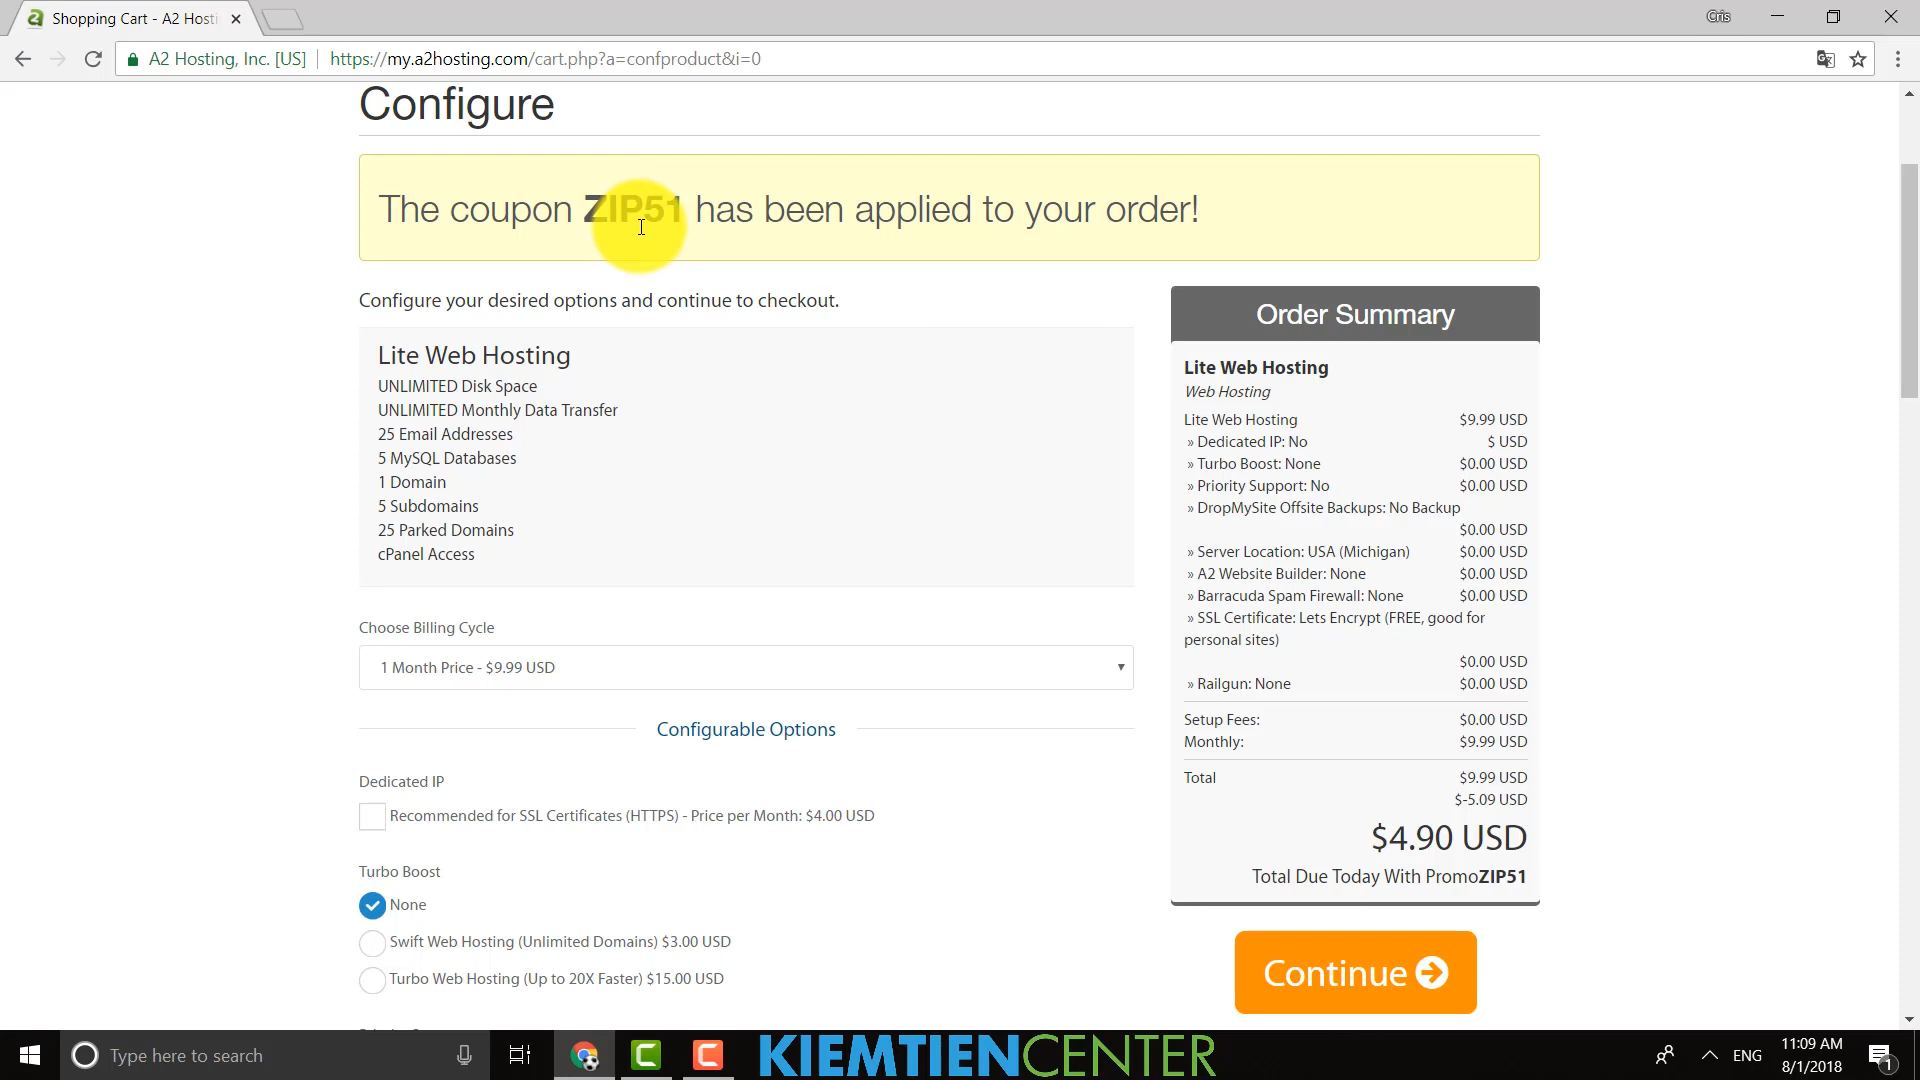 Shopping Cart - A2 Hosti
Cris
A2 Hosting, Inc. [US]
https://my.a2hosting.com/cart.php?a=confproduct&i=0
Configure
The coupon ZIP51 has been applied to your order!
Configure your desired options and continue to checkout.
Lite Web Hosting
UNLIMITED Disk Space
UNLIMITED Monthly Data Transfer
25 Email Addresses
5 MySQL Databases
1 Domain
5 Subdomains
25 Parked Domains
cPanel Access
Choose Billing Cycle
1 Month Price - $9.99 USD
Configurable Options
Dedicated IP
Recommended for SSL Certificates (HTTPS) - Price per Month: $4.00 USD
Turbo Boost
None
Swift Web Hosting (Unlimited Domains) $3.00 USD
Turbo Web Hosting (Up to 20X Faster) $15.00 USD
Order Summary
Lite Web Hosting
Web Hosting
Lite Web Hosting $9.99 USD
» Dedicated IP: No $ USD
» Turbo Boost: None $0.00 USD
» Priority Support: No $0.00 USD
» DropMySite Offsite Backups: No Backup
$0.00 USD
» Server Location: USA (Michigan) $0.00 USD
» A2 Website Builder: None $0.00 USD
» Barracuda Spam Firewall: None $0.00 USD
» SSL Certificate: Lets Encrypt (FREE, good for
personal sites)
$0.00 USD
» Railgun: None $0.00 USD
Setup Fees: $0.00 USD
Monthly: $9.99 USD
Total $9.99 USD
$-5.09 USD
$4.90 USD
Total Due Today With PromoZIP51
Continue
Type here to search
KIEMTIENCENTER
ENG
11:09 AM
8/1/2018
1